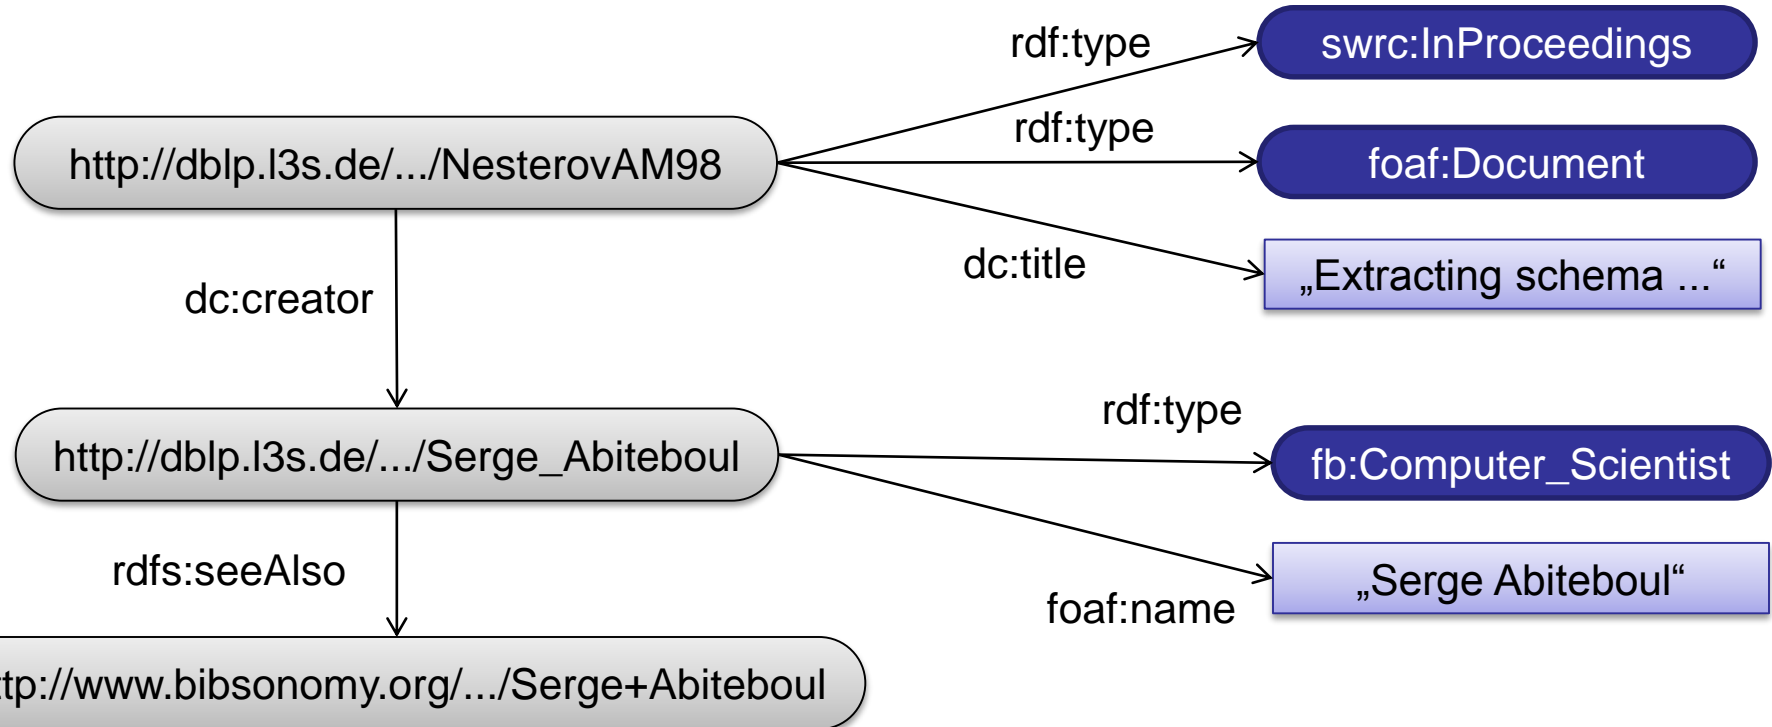 rdf:type
swrc:InProceedings
rdf:type
http://dblp.l3s.de/.../NesterovAM98
foaf:Document
dc:title
„Extracting schema ...“
dc:creator
rdf:type
http://dblp.l3s.de/.../Serge_Abiteboul
fb:Computer_Scientist
rdfs:seeAlso
„Serge Abiteboul“
foaf:name
tp://www.bibsonomy.org/.../Serge+Abiteboul